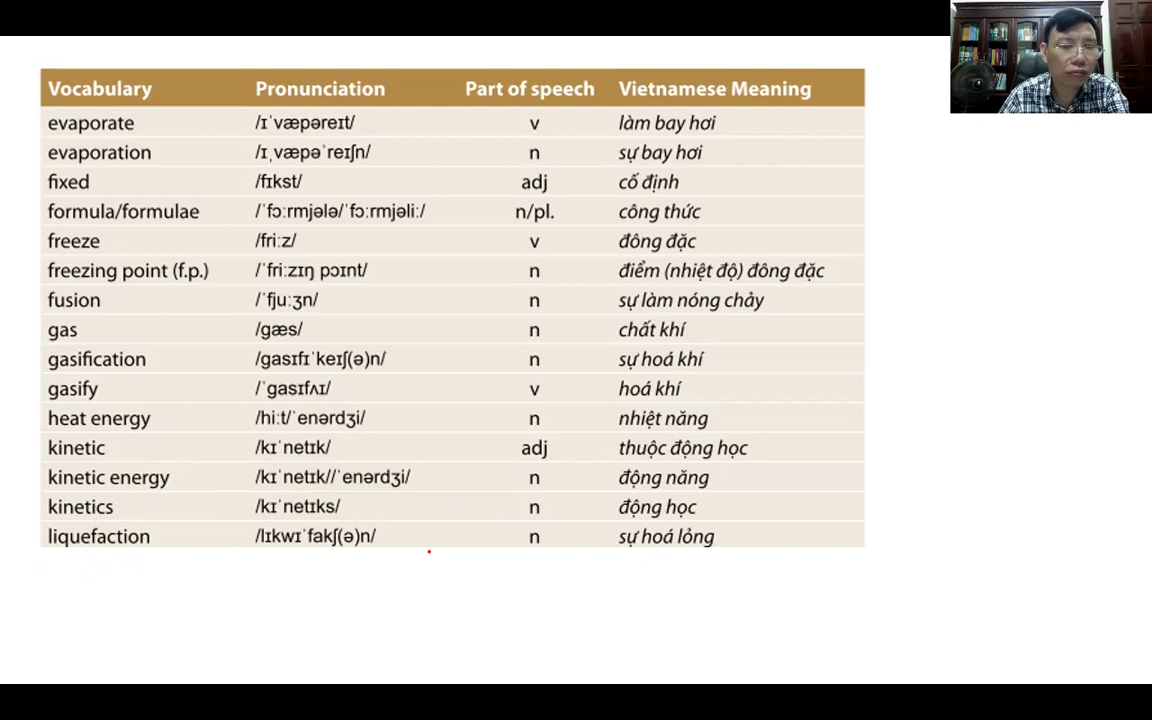 Vocabulary Pronunciation Part of speech Vietnamese Meaning
evaporate /ɪˈvæpəreɪt/ v làm bay hơi
evaporation /ɪˌvæpəˈreɪʃn/ n sự bay hơi
fixed /fɪkst/ adj cố định
formula/formulae /ˈfɔːrmjələ/ˈfɔːrmjəliː/ n/pl. công thức
freeze /friːz/ v đông đặc
freezing point (f.p.) /ˈfriːzɪŋ pɔɪnt/ n điểm (nhiệt độ) đông đặc
fusion /ˈfjuːʒn/ n sự làm nóng chảy
gas /ɡæs/ n chất khí
gasification /ɡasɪfɪˈkeɪʃ(ə)n/ n sự hoá khí
gasify /ˈɡasɪfʌɪ/ v hoá khí
heat energy /hiːt/ˈenərdʒi/ n nhiệt năng
kinetic /kɪˈnetɪk/ adj thuộc động học
kinetic energy /kɪˈnetɪk//ˈenərdʒi/ n động năng
kinetics /kɪˈnetɪks/ n động học
liquefaction /lɪkwɪˈfakʃ(ə)n/ n sự hoá lỏng